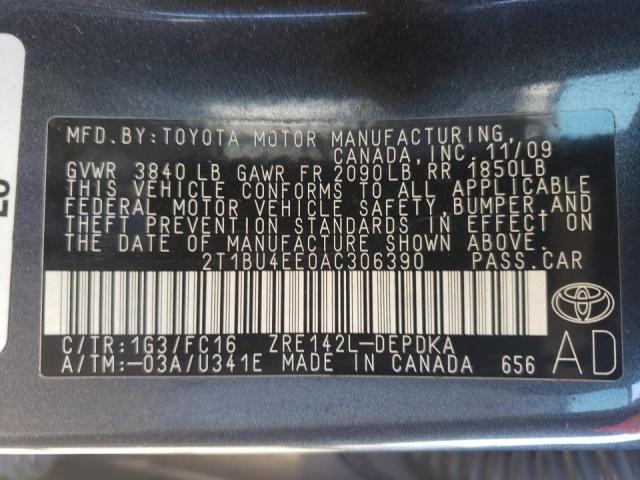 MFD. BY: TOYOTA MOTOR MANUFACTURING,
CANADA, INC. 11/09
GVWR 3840 LB GAWR FR 2090LB RR 1850LB
THIS VEHICLE CONFORMS TO ALL APPLICABLE
FEDERAL MOTOR VEHICLE SAFETY, BUMPER, AND
THEFT PREVENTION STANDARDS IN EFFECT ON
THE DATE OF MANUFACTURE SHOWN ABOVE.
2T1BU4EE0AC306390 PASS. CAR
C/TR:1G3/FC16 ZRE142L-DEPDKA
A/TM:-03A/U341E MADE IN CANADA 656
AD